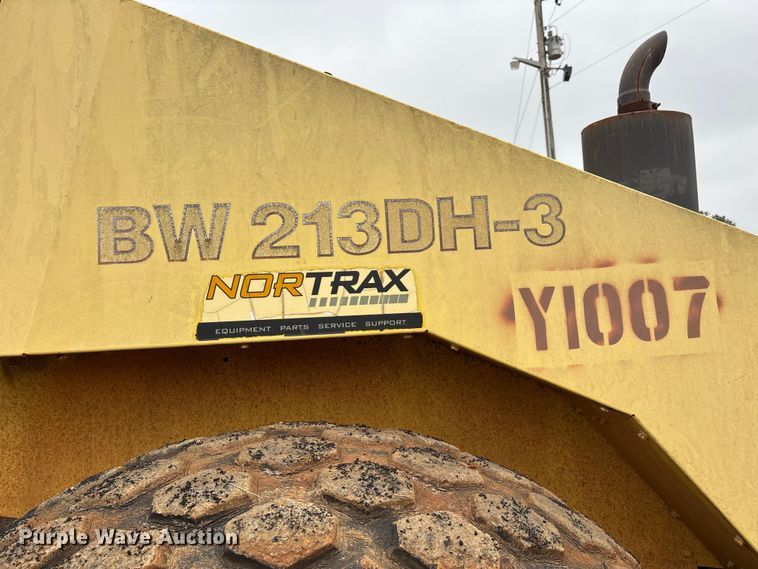 BW 213DH-3
NORTRAX
EQUIPMENT PARTS SERVICE SUPPORT
Y1007
Purple Wave Auction